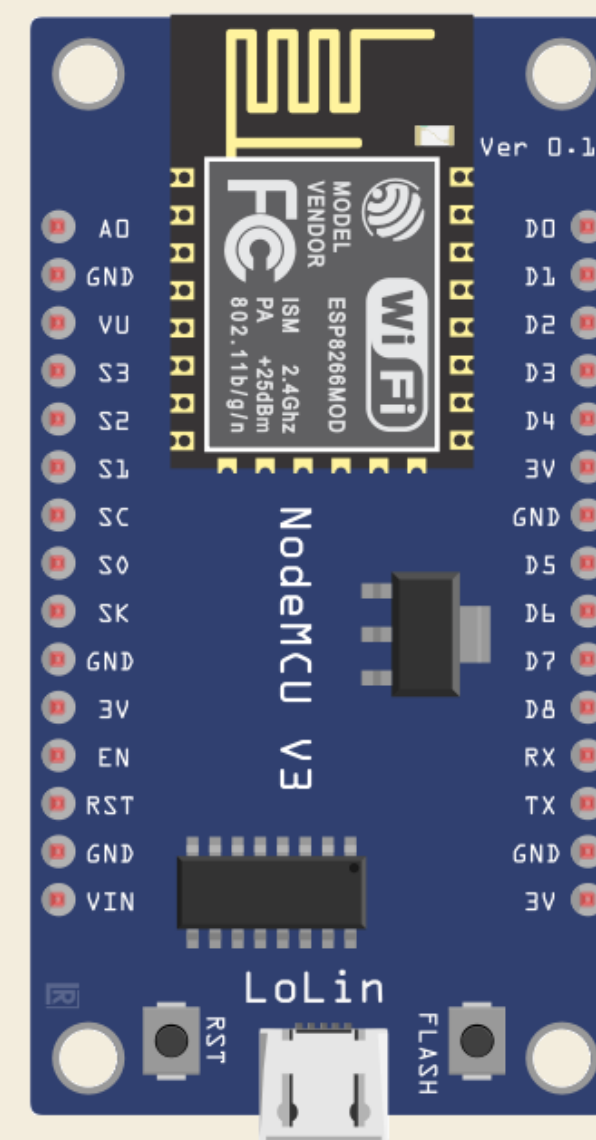 Ver 0.1
A0
GND
VU
S3
S2
S1
SC
S0
SK
GND
3V
EN
RST
GND
VIN
MODEL
VENDOR
FC
Wi Fi
ESP8266MOD
ISM 2.4Ghz
PA +25dBm
802.11b/g/n
NodeMCU V3
D0
D1
D2
D3
D4
3V
GND
D5
D6
D7
D8
RX
TX
GND
3V
LoLin
RST
FLASH